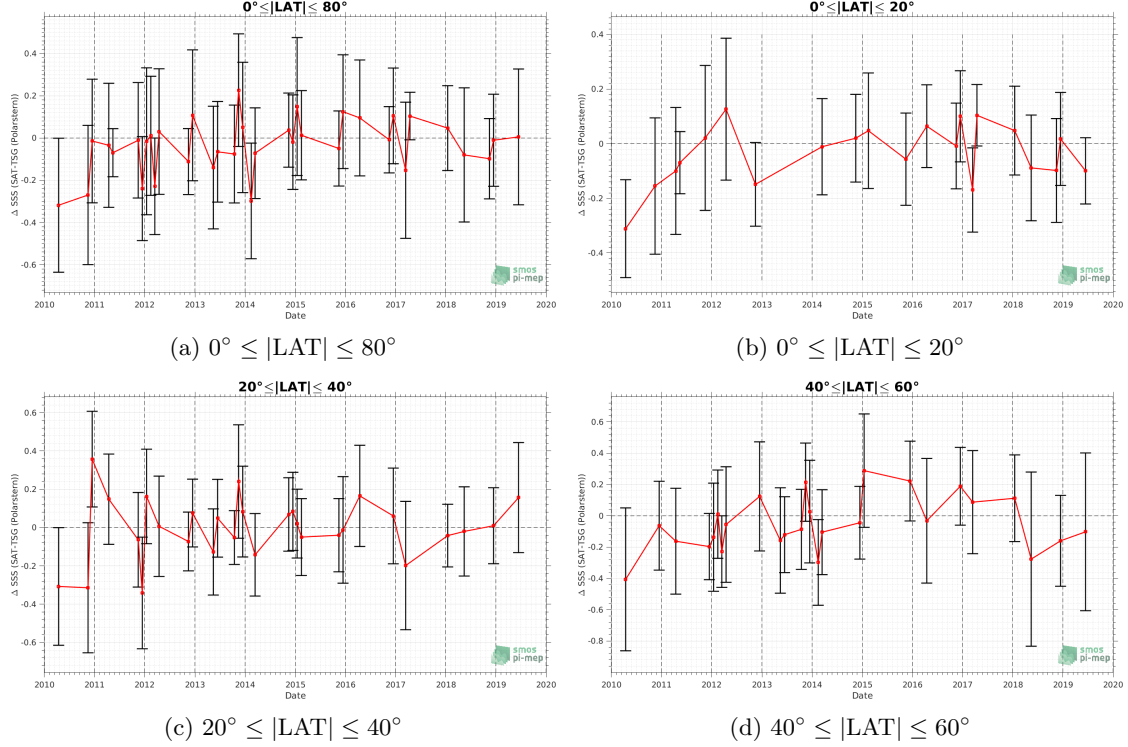 0°≤|LAT|≤ 80°
Δ SSS (SAT-TSG (Polarstern))
0.4
0.2
0
-0.2
-0.4
-0.6
2010 2011 2012 2013 2014 2015 2016 2017 2018 2019 2020
Date
smos
pi-mep
(a) 0° ≤ |LAT| ≤ 80°
0°≤|LAT|≤ 20°
Δ SSS (SAT-TSG (Polarstern))
0.4
0.2
0
-0.2
-0.4
2010 2011 2012 2013 2014 2015 2016 2017 2018 2019 2020
Date
smos
pi-mep
(b) 0° ≤ |LAT| ≤ 20°
20°≤|LAT|≤ 40°
Δ SSS (SAT-TSG (Polarstern))
0.6
0.4
0.2
0
-0.2
-0.4
-0.6
2010 2011 2012 2013 2014 2015 2016 2017 2018 2019 2020
Date
smos
pi-mep
(c) 20° ≤ |LAT| ≤ 40°
40°≤|LAT|≤ 60°
Δ SSS (SAT-TSG (Polarstern))
0.6
0.4
0.2
0
-0.2
-0.4
-0.6
-0.8
2010 2011 2012 2013 2014 2015 2016 2017 2018 2019 2020
Date
smos
pi-mep
(d) 40° ≤ |LAT| ≤ 60°